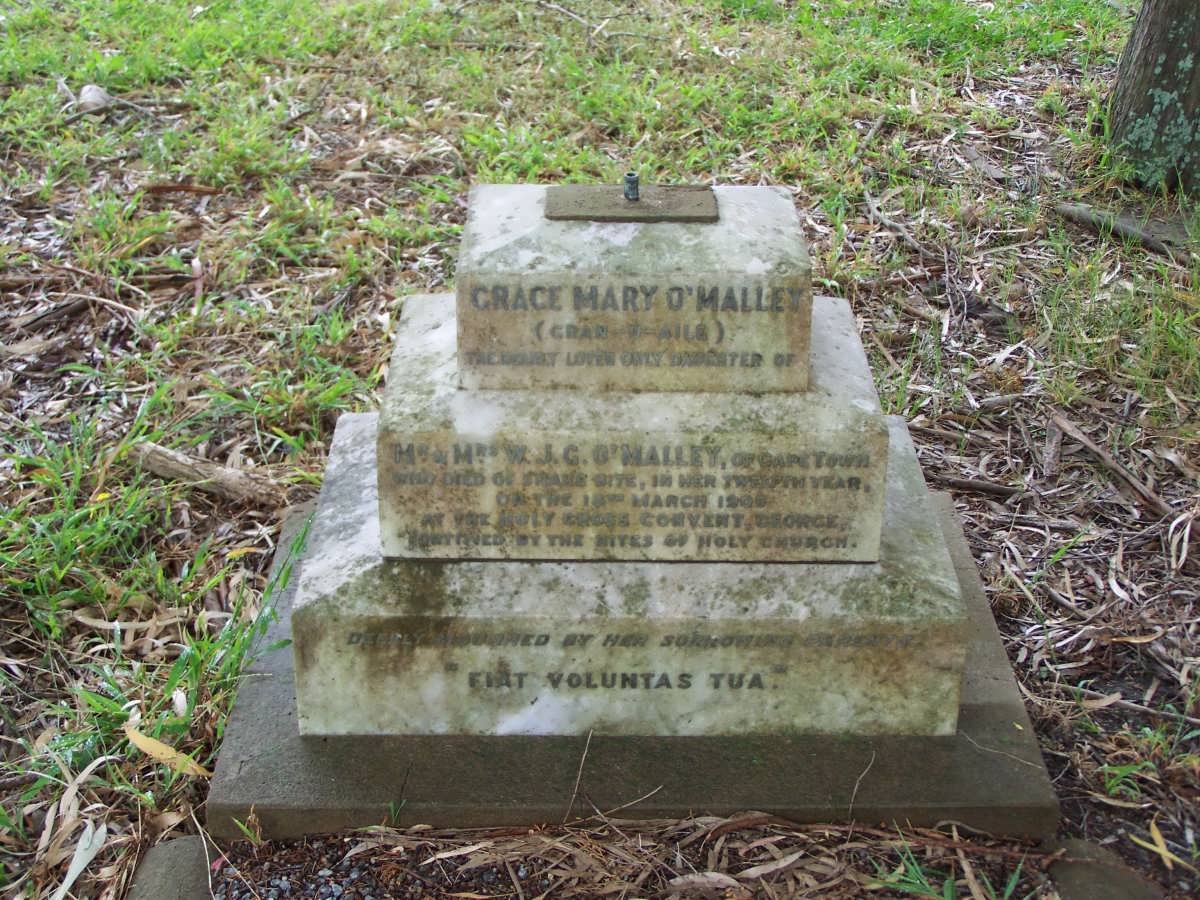 GRACE MARY O'MALLEY
(GRAN-U-AILE)
THE DEARLY LOVED ONLY DAUGHTER OF
MR & MRS W. J. G. O'MALLEY, OF CAPE TOWN
WHO DIED OF SNAKE BITE, IN HER TWELFTH YEAR,
ON THE 18TH MARCH
AT THE HOLY CROSS CONVENT, GEORGE,
FORTIFIED BY THE RITES OF HOLY CHURCH.
DEEPLY MOURNED BY HER SORROWING PARENTS.
"FIAT VOLUNTAS TUA."